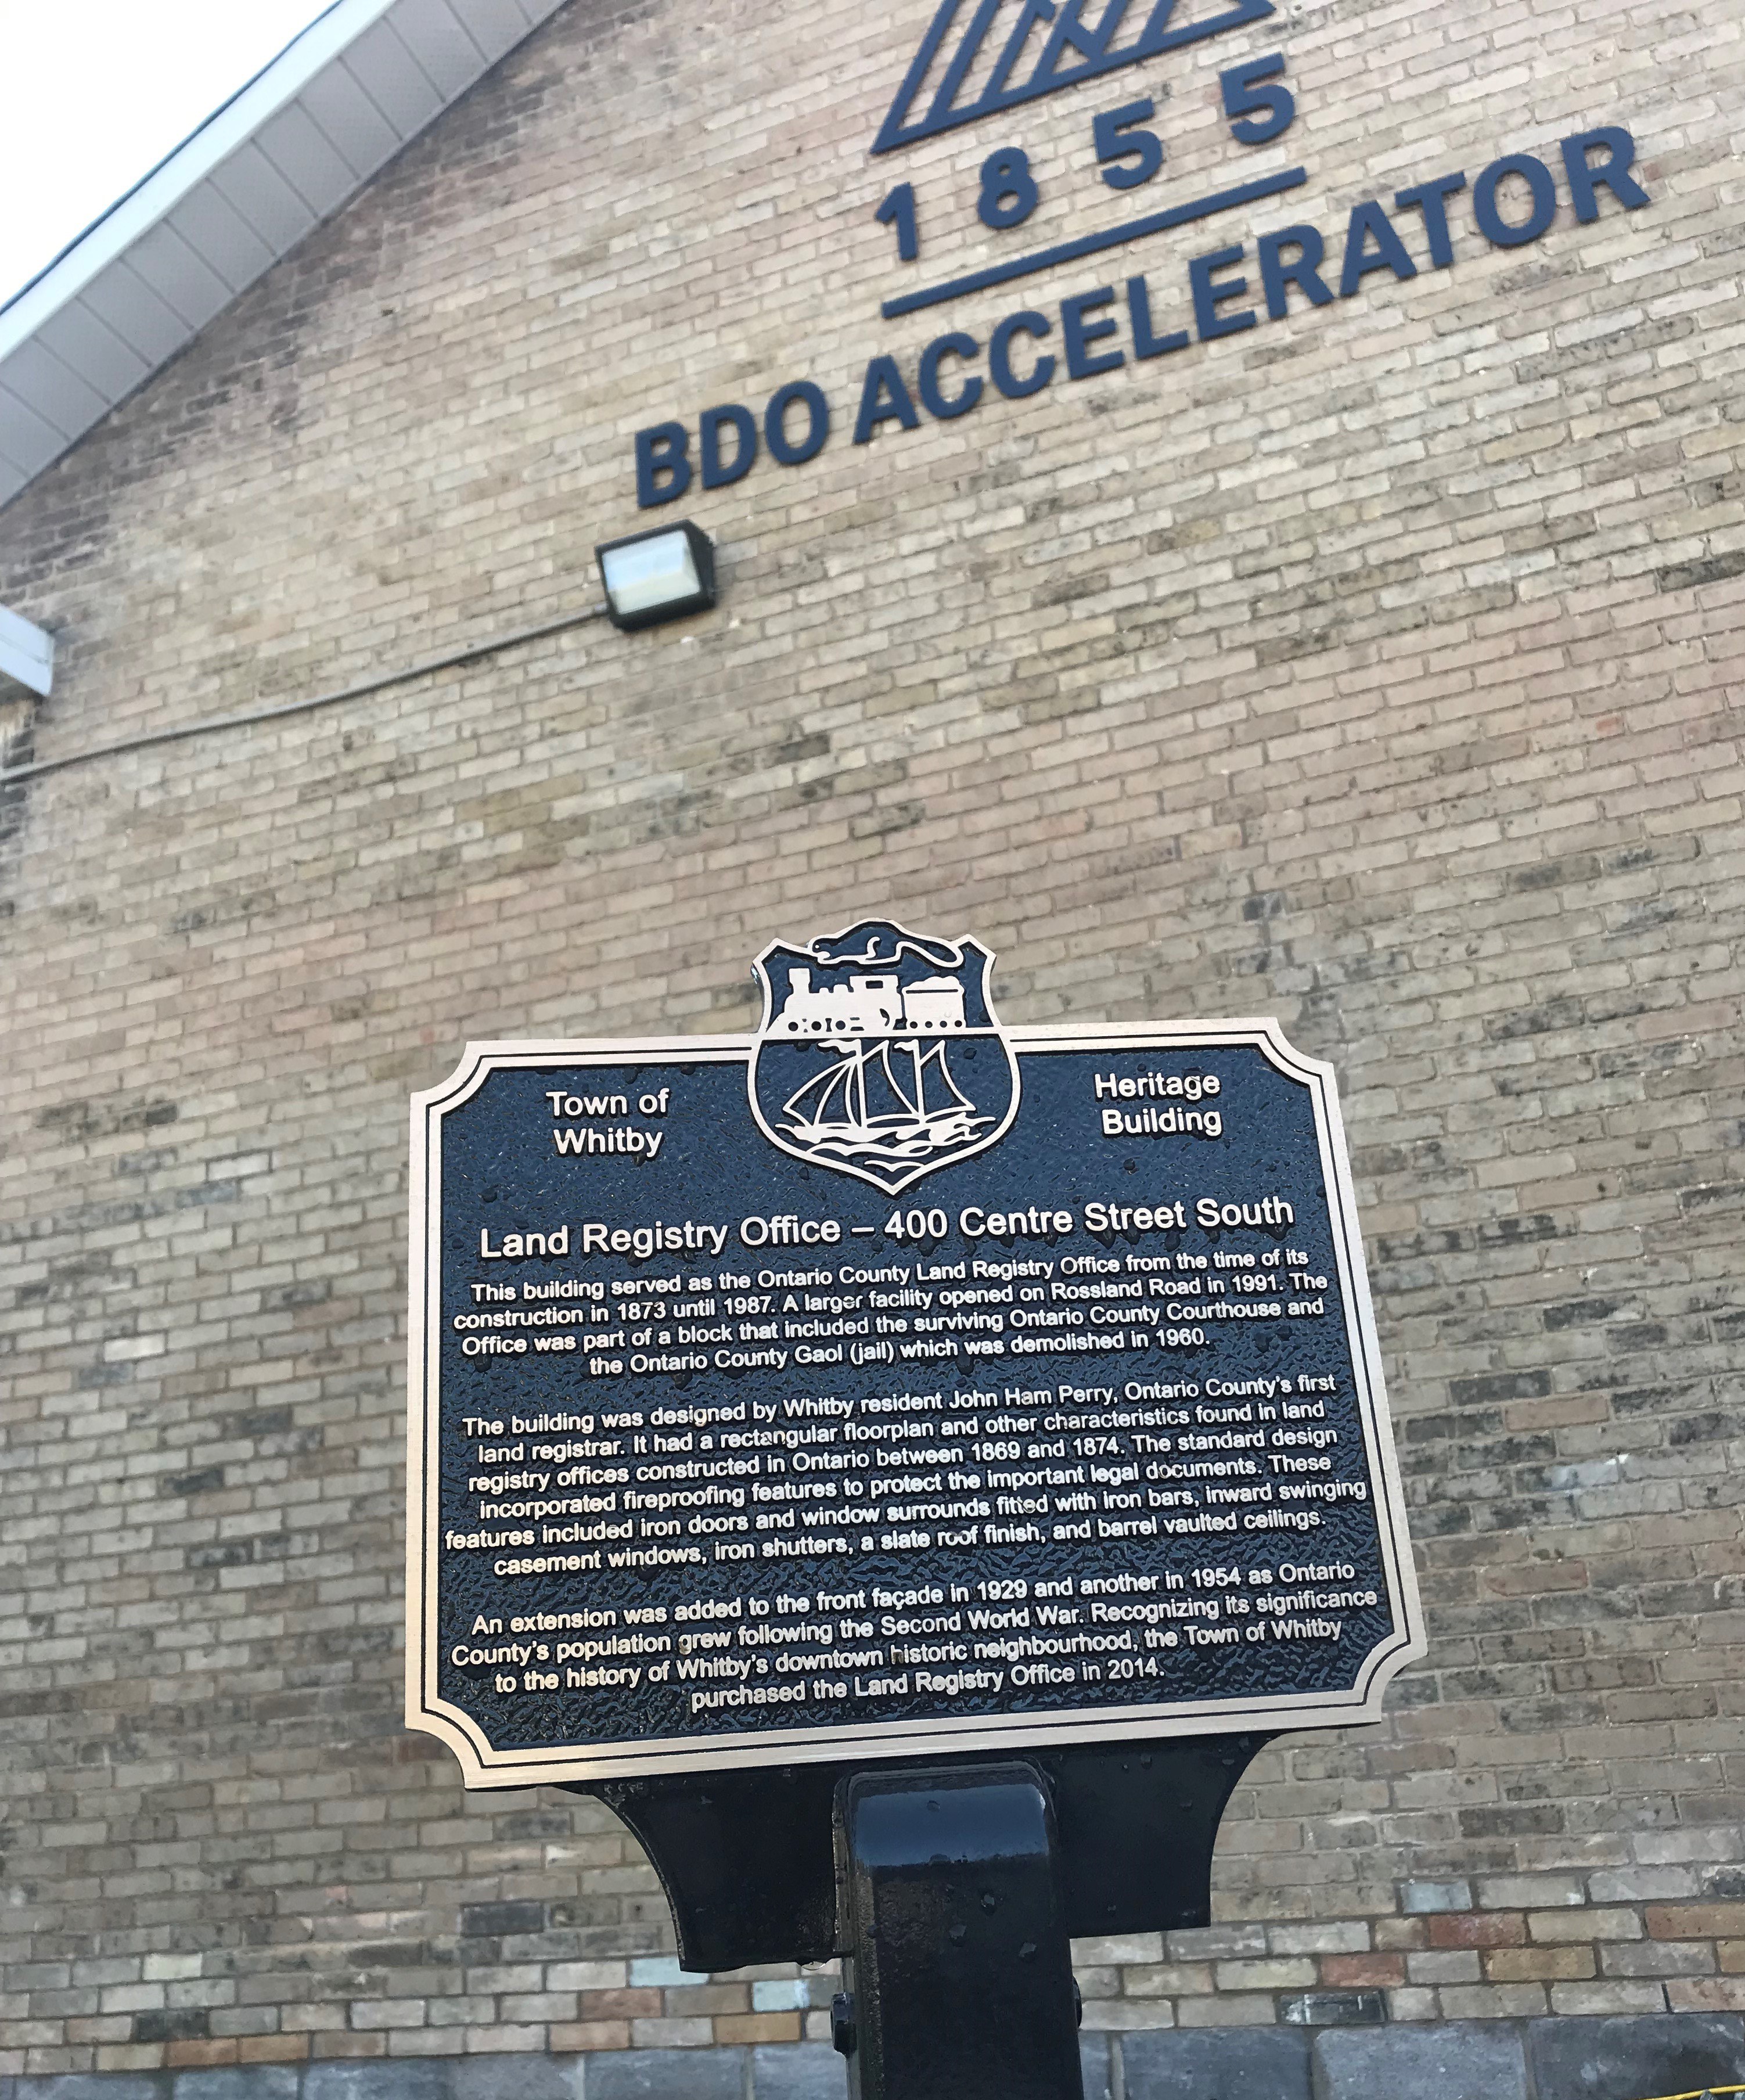 1855
BDO ACCELERATOR
Town of
Whitby
Heritage
Building
Land Registry Office – 400 Centre Street South
This building served as the Ontario County Land Registry Office from the time of its
construction in 1873 until 1987. A larger facility opened on Rossland Road in 1991. The
Office was part of a block that included the surviving Ontario County Courthouse and
the Ontario County Gaol (jail) which was demolished in 1960.
The building was designed by Whitby resident John Ham Perry, Ontario County's first
land registrar. It had a rectangular floorplan and other characteristics found in land
registry offices constructed in Ontario between 1869 and 1874. The standard design
incorporated fireproofing features to protect the important legal documents. These
features included iron doors and window surrounds fitted with iron bars, inward swinging
casement windows, iron shutters, a slate roof finish, and barrel vaulted ceilings.
An extension was added to the front façade in 1929 and another in 1954 as Ontario
County's population grew following the Second World War. Recognizing its significance
to the history of Whitby's downtown historic neighbourhood, the Town of Whitby
purchased the Land Registry Office in 2014.